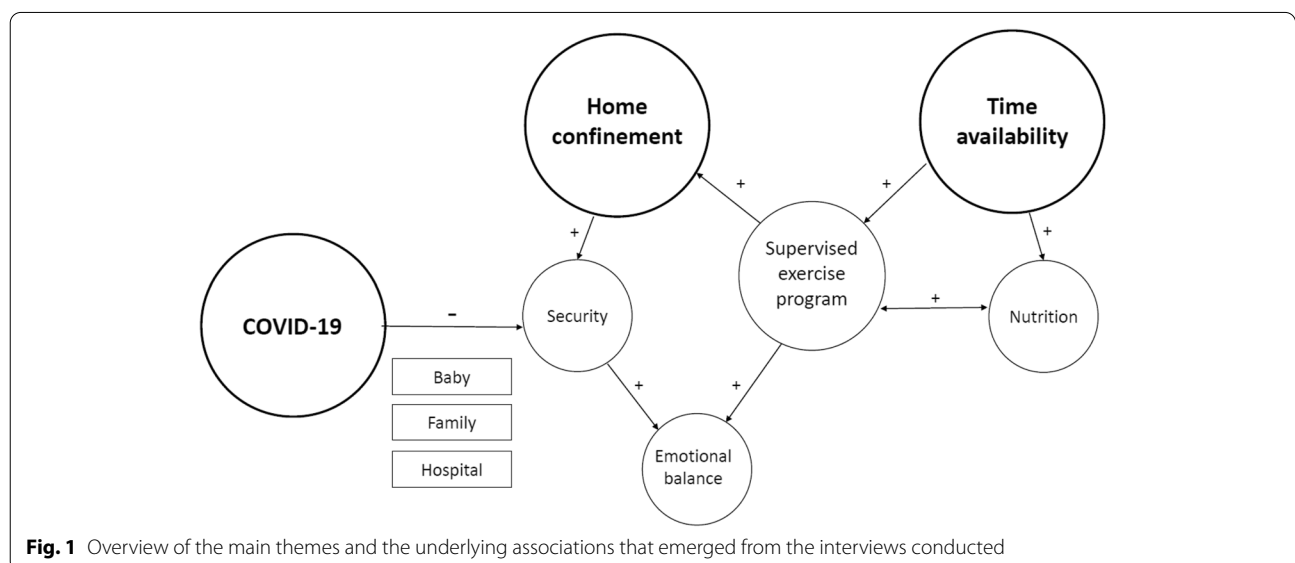 Home
confinement
Time
availability
+
+
Supervised
exercise
program
+
+
COVID-19
-
Security
+
Nutrition
Baby
+
+
Family
Emotional
balance
Hospital
Fig. 1 Overview of the main themes and the underlying associations that emerged from the interviews conducted